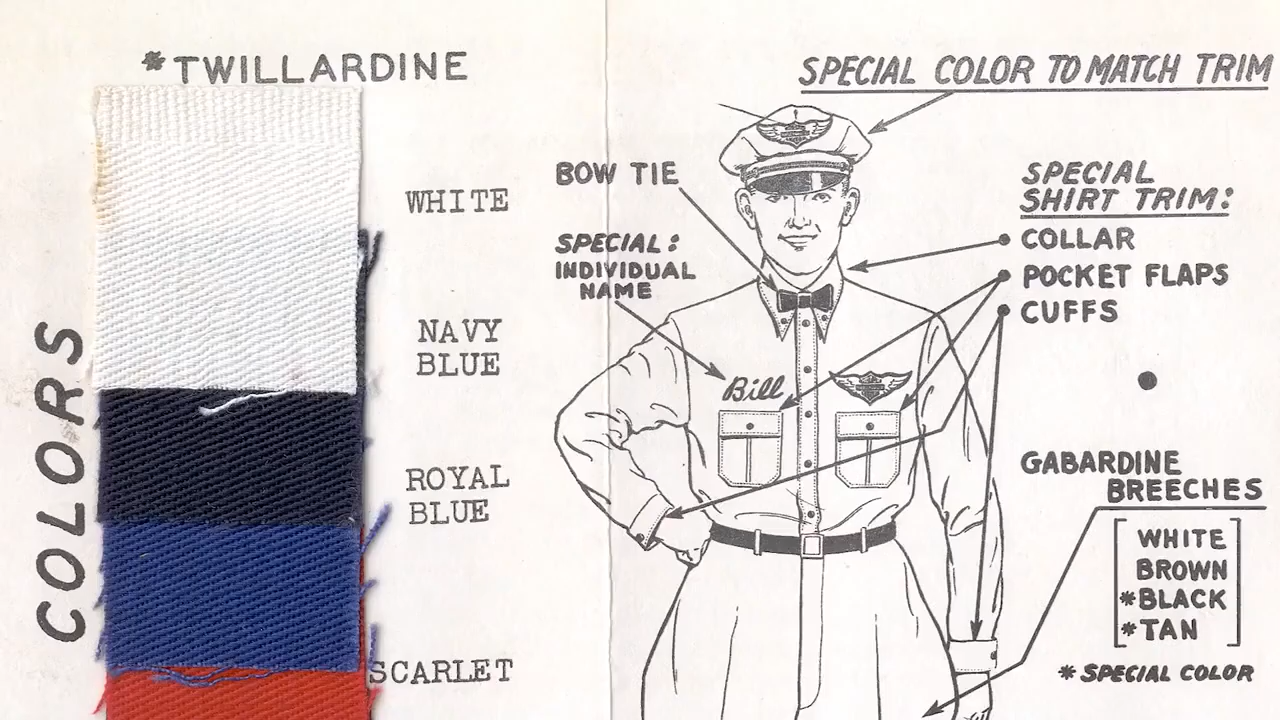 *TWILLARDINE
COLORS
WHITE
NAVY
BLUE
ROYAL
BLUE
SCARLET
SPECIAL COLOR TO MATCH TRIM
BOW TIE
SPECIAL:
INDIVIDUAL
NAME
Bill
SPECIAL
SHIRT TRIM:
• COLLAR
• POCKET FLAPS
• CUFFS
GABARDINE
BREECHES
WHITE
BROWN
*BLACK
*TAN
* SPECIAL COLOR